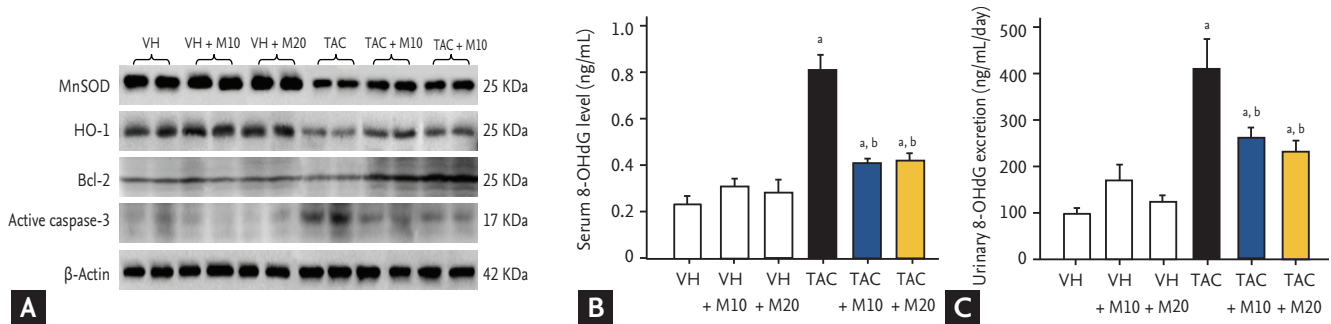 VH VH + M10 VH + M20 TAC TAC + M10 TAC + M10
MnSOD 25 KDa
HO-1 25 KDa
Bcl-2 25 KDa
Active caspase-3 17 KDa
β-Actin 42 KDa
A
Serum 8-OHdG level (ng/mL)
1.0
0.8
0.6
0.4
0.2
0
a
a, b
a, b
VH VH VH TAC TAC TAC
+ M10 + M20 + M10 + M20
B
Urinary 8-OHdG excretion (ng/mL/day)
500
400
300
200
100
0
a
a, b
a, b
VH VH VH TAC TAC TAC
+ M10 + M20 + M10 + M20
C